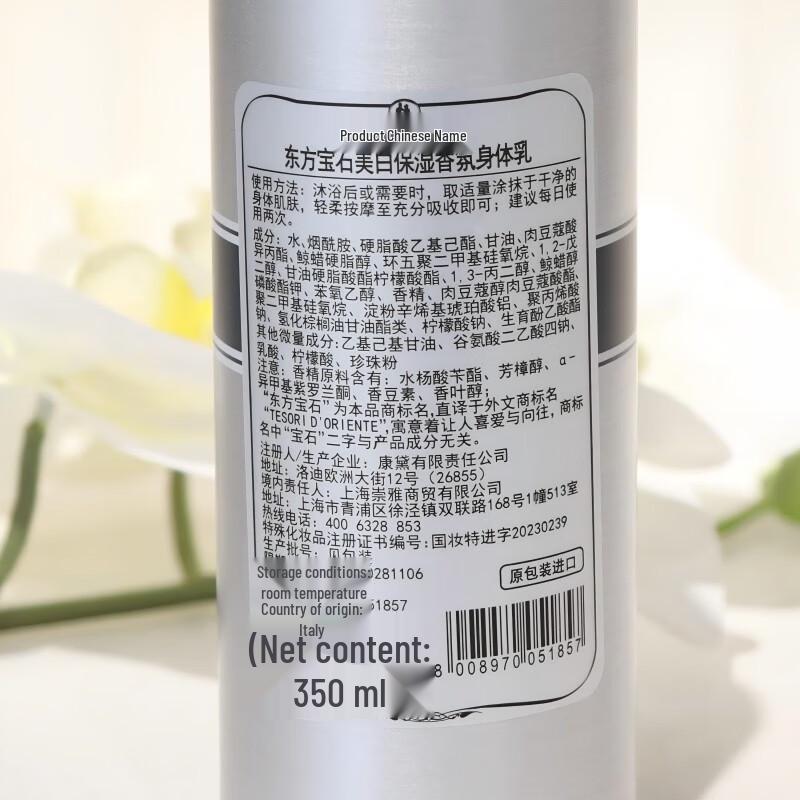 Product Chinese Name
东方宝石美白保湿香氛身体乳
使用方法：沐浴后或需要时，取适量涂抹于干净的
身体肌肤，轻柔按摩至充分吸收即可；建议每日使
用两次。
成分：水、烟酰胺、硬脂酸乙基己酯、甘油、肉豆蔻酸
异丙酯、鲸蜡硬脂醇、环五聚二甲基硅氧烷、1,2-戊
二醇、甘油硬脂酸酯柠檬酸酯、1,3-丙二醇、鲸蜡醇
磷酸酯钾、苯氧乙醇、香精、肉豆蔻醇肉豆蔻酸酯、
聚二甲基硅氧烷、淀粉辛烯基琥珀酸铝、聚丙烯酸
钠、氢化棕榈油甘油酯类、柠檬酸钠、生育酚乙酸酯
其他微量成分:乙基己基甘油、谷氨酸二乙酸四钠、
乳酸、柠檬酸、珍珠粉
注意：香精原料含有：水杨酸苄酯、芳樟醇、α-
异甲基紫罗兰酮、香豆素、香叶醇；
“东方宝石”为本品商标名,直译于外文商标名
“TESORI D'ORIENTE”,寓意着让人喜爱与向往，商标
名中“宝石”二字与产品成分无关。
注册人/生产企业：康黛有限责任公司
地址：洛迪欧洲大街12号（26855）
境内责任人：上海崇雅商贸有限公司
地址：上海市青浦区徐泾镇双联路168号1幢513室
热线电话：400 6328 853
特殊化妆品注册证书编号：国妆特进字20230239
生产批号：见包装
Storage conditions:0281106
room temperature
原包装进口
Country of origin:
51857
Italy
(Net content:
350 ml
8 008970 051857